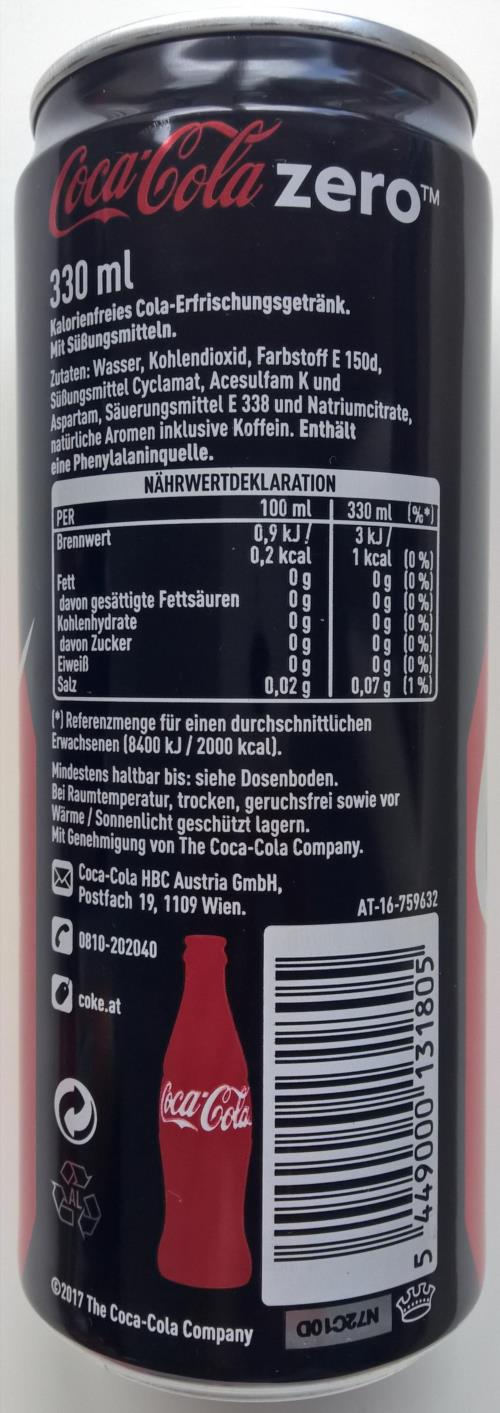 Coca-Cola zero™
330 ml
Kalorienfreies Cola-Erfrischungsgetränk.
Mit Süßungsmitteln.
Zutaten: Wasser, Kohlendioxid, Farbstoff E 150d,
Süßungsmittel Cyclamat, Acesulfam K und
Aspartam, Säuerungsmittel E 338 und Natriumcitrate,
natürliche Aromen inklusive Koffein. Enthält
eine Phenylalaninquelle.
NÄHRWERTDEKLARATION
PER 100 ml 330 ml (%*)
Brennwert 0,9 kJ/ 3 kJ/
0,2 kcal 1 kcal (0%)
Fett 0 g 0 g (0%)
davon gesättigte Fettsäuren 0 g 0 g (0%)
Kohlenhydrate 0 g 0 g (0%)
davon Zucker 0 g 0 g (0%)
Eiweiß 0 g 0 g (0%)
Salz 0,02 g 0,07 g (1%)
(*) Referenzmenge für einen durchschnittlichen
Erwachsenen (8400 kJ / 2000 kcal).
Mindestens haltbar bis: siehe Dosenboden.
Bei Raumtemperatur, trocken, geruchsfrei sowie vor
Wärme / Sonnenlicht geschützt lagern.
Mit Genehmigung von The Coca-Cola Company.
Coca-Cola HBC Austria GmbH,
Postfach 19, 1109 Wien.
AT-16-759632
0810-202040
coke.at
Coca-Cola
AL
5 449000 131805
©2017 The Coca-Cola Company
N72C10D